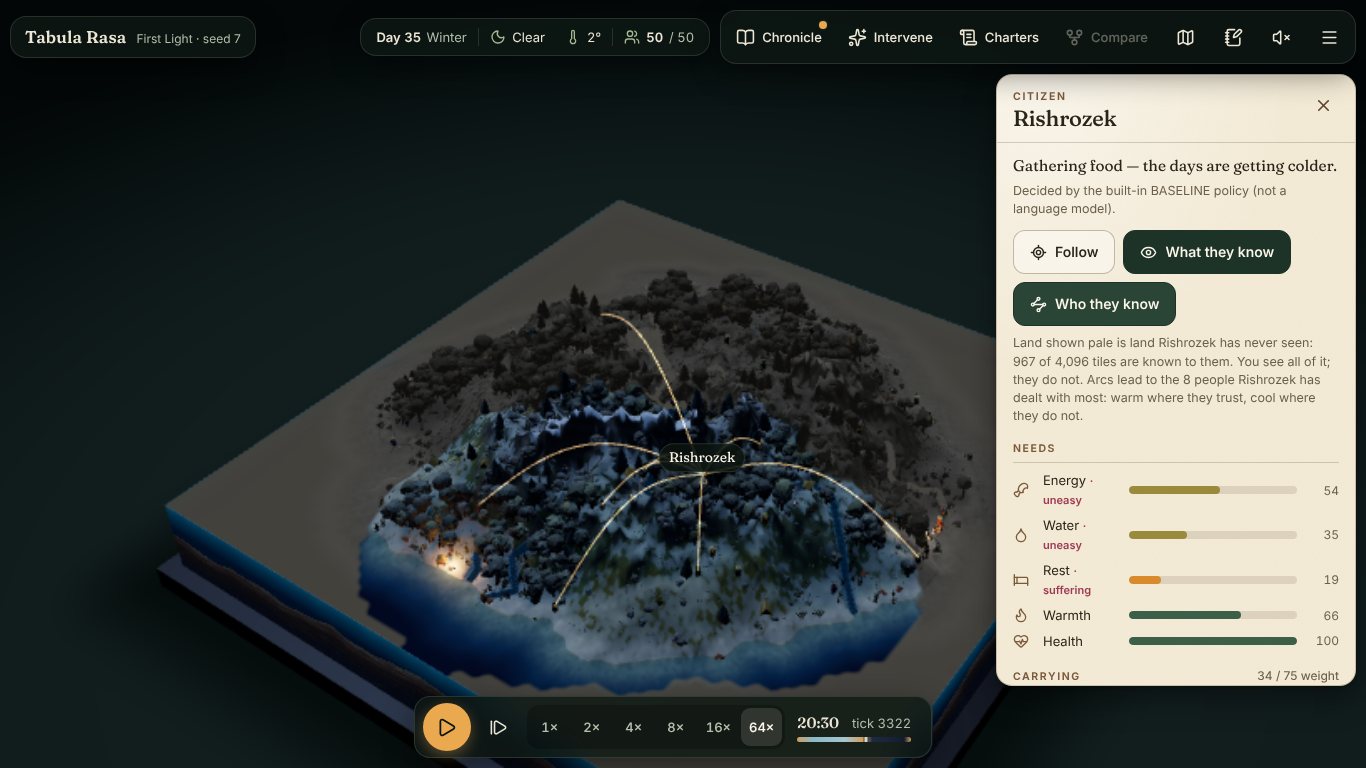 Tabula Rasa First Light · seed 7
Day 35 Winter Clear 2° 50 / 50
Chronicle Intervene Charters Compare
CITIZEN
Rishrozek
Gathering food — the days are getting colder.
Decided by the built-in BASELINE policy (not a
language model).
Follow What they know
Who they know
Land shown pale is land Rishrozek has never seen:
967 of 4,096 tiles are known to them. You see all of it;
they do not. Arcs lead to the 8 people Rishrozek has
dealt with most: warm where they trust, cool where
they do not.
NEEDS
Energy ·
uneasy 54
Water ·
uneasy 35
Rest ·
suffering 19
Warmth 66
Health 100
CARRYING 34 / 75 weight
Rishrozek
1× 2× 4× 8× 16× 64× 20:30 tick 3322